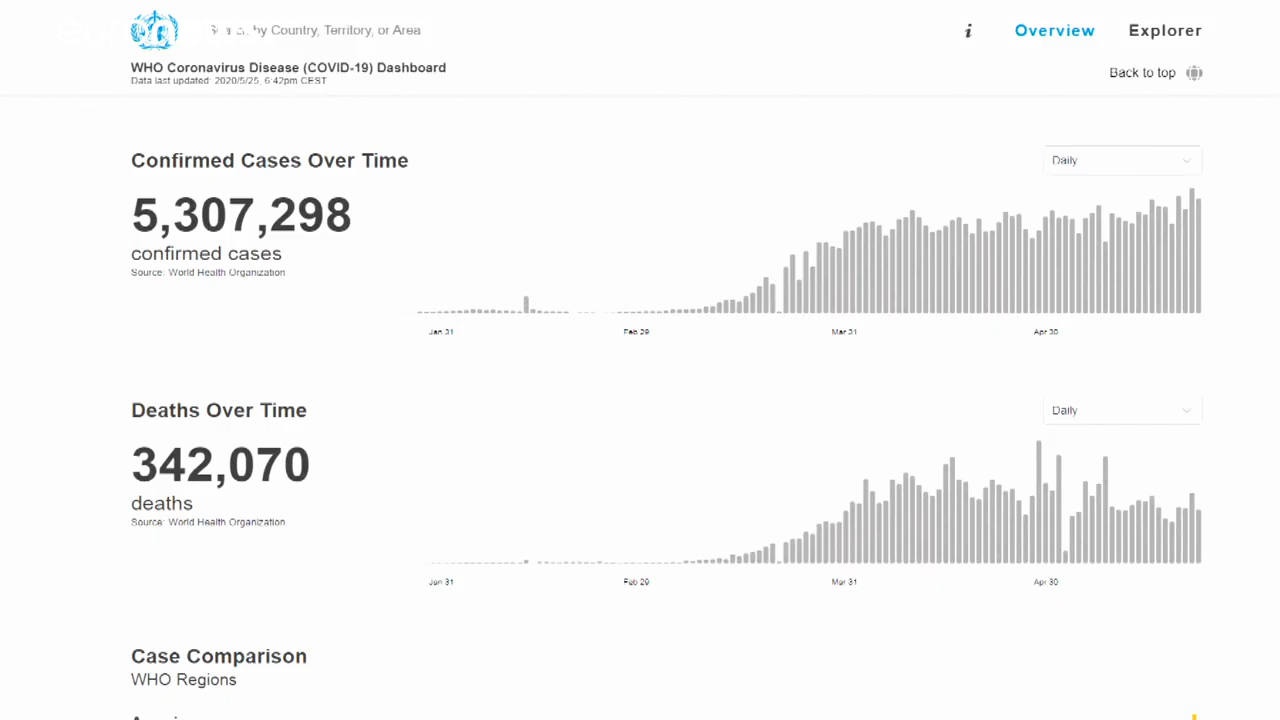 by Country, Territory, or Area
Overview
Explorer
WHO Coronavirus Disease (COVID-19) Dashboard
Data last updated: 2020/5/25, 6:42pm CEST
Back to top
Confirmed Cases Over Time
Daily
5,307,298
confirmed cases
Source: World Health Organization
Jan 31
Feb 29
Mar 31
Apr 30
Deaths Over Time
Daily
342,070
deaths
Source: World Health Organization
Jan 31
Feb 29
Mar 31
Apr 30
Case Comparison
WHO Regions